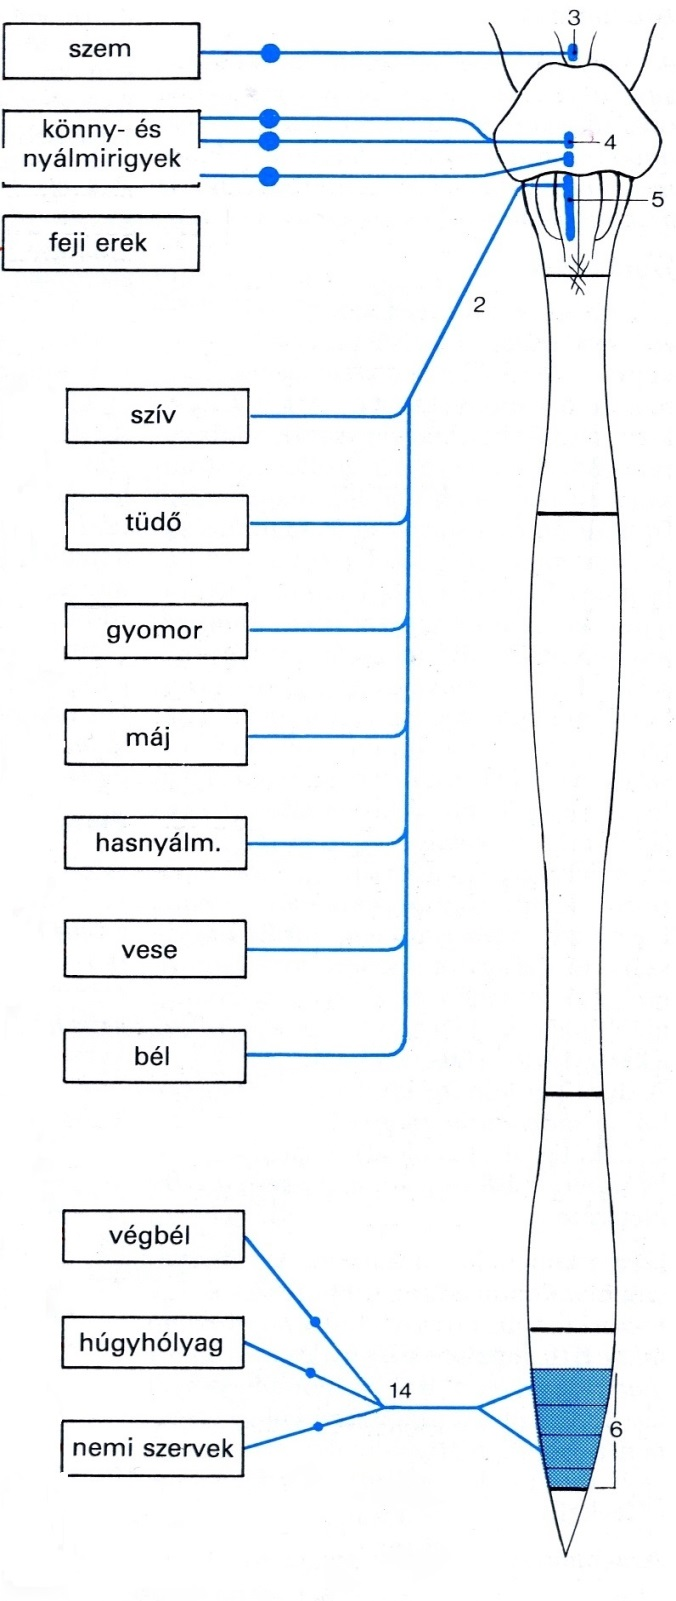 3
szem
könny- és
nyálmirigyek
4
5
feji erek
2
szív
tüdő
gyomor
máj
hasnyálm.
vese
bél
végbél
húgyhólyag
14
6
nemi szervek